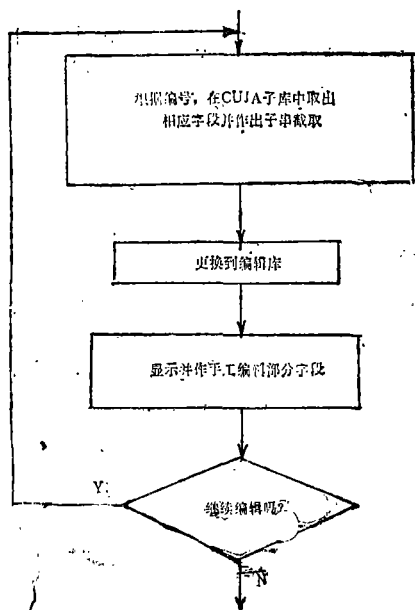 根据编号，在CUJA子库中取出
相应字段并作出子串截取
更换到编辑库
显示并作手工编辑部分字段
Y
继续编辑吗？
N